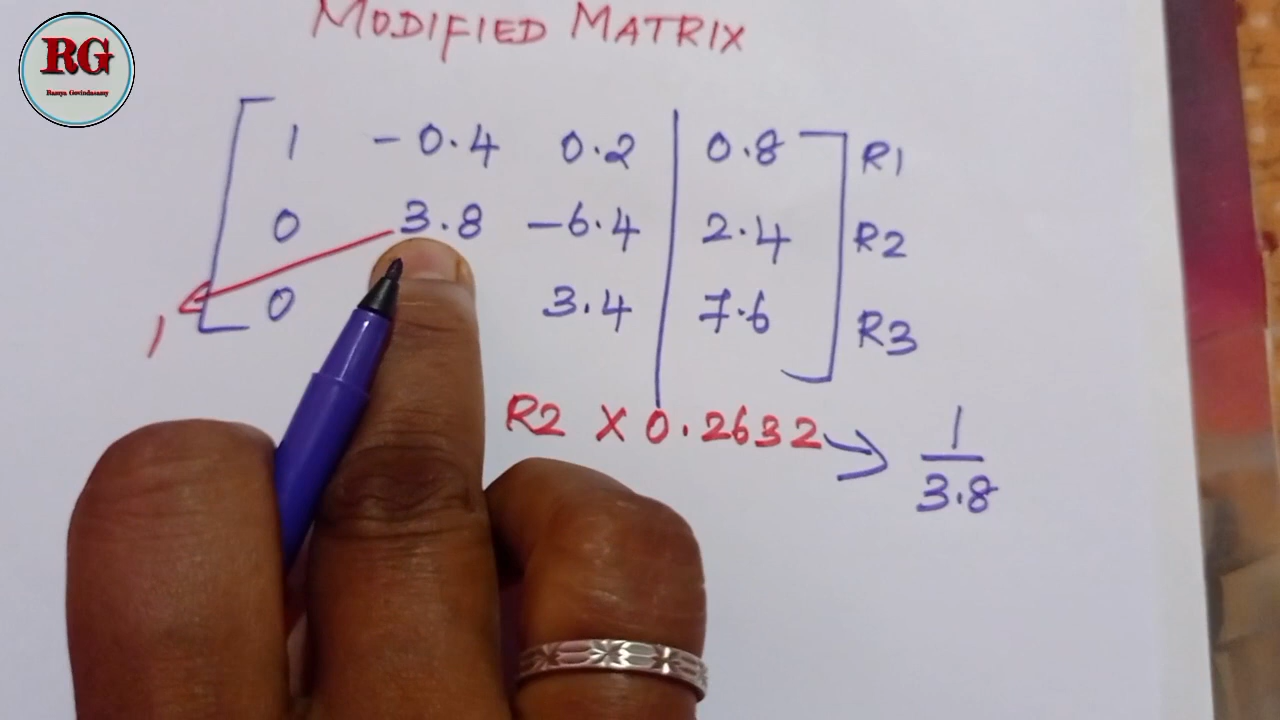 RG
Ramya Govindasamy
MODIFIED MATRIX
1 -0.4 0.2 0.8 R1
0 3.8 -6.4 2.4 R2
0 3.4 7.6 R3
1
R2 X 0.2632 → 1/3.8